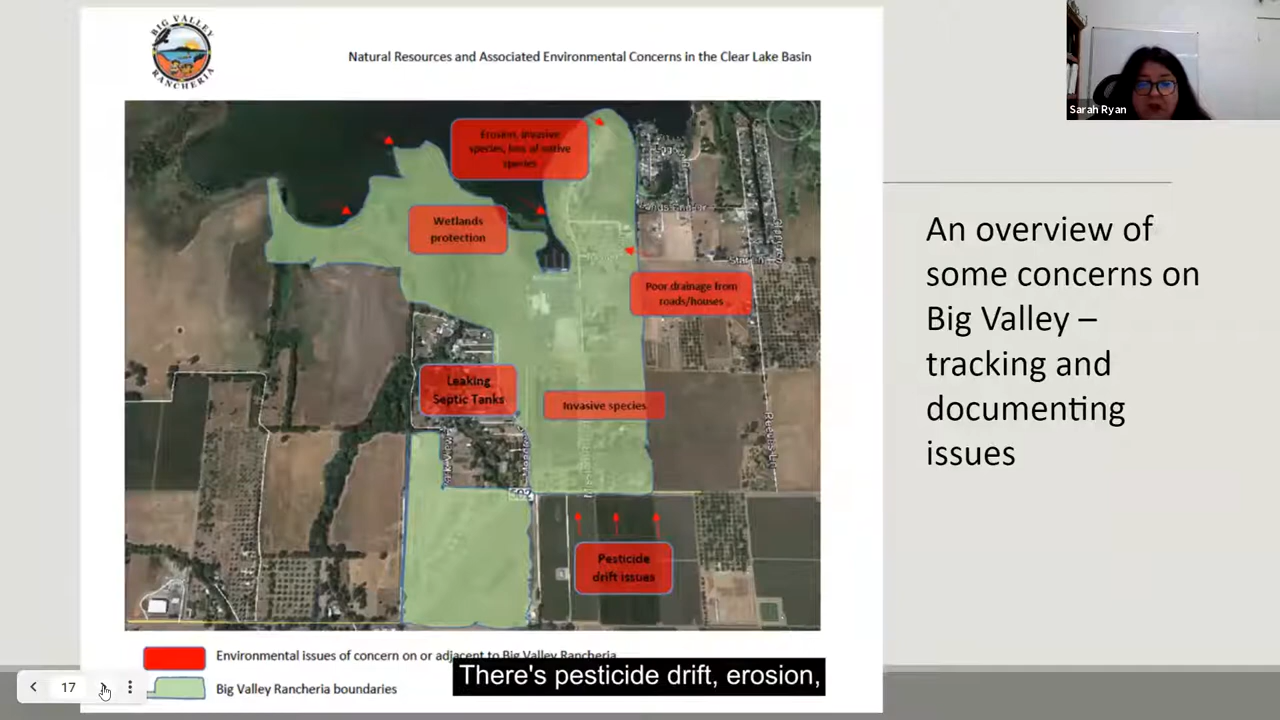 BIG VALLEY
RANCHERIA
Natural Resources and Associated Environmental Concerns in the Clear Lake Basin
Sarah Ryan
Erosion, invasive
species, loss of native
species
Wetlands
protection
Poor drainage from
roads/houses
Leaking
Septic Tanks
Invasive species
Pesticide
drift issues
An overview of
some concerns on
Big Valley –
tracking and
documenting
issues
Environmental issues of concern on or adjacent to Big Valley Rancheria
There's pesticide drift, erosion,
17
Big Valley Rancheria boundaries